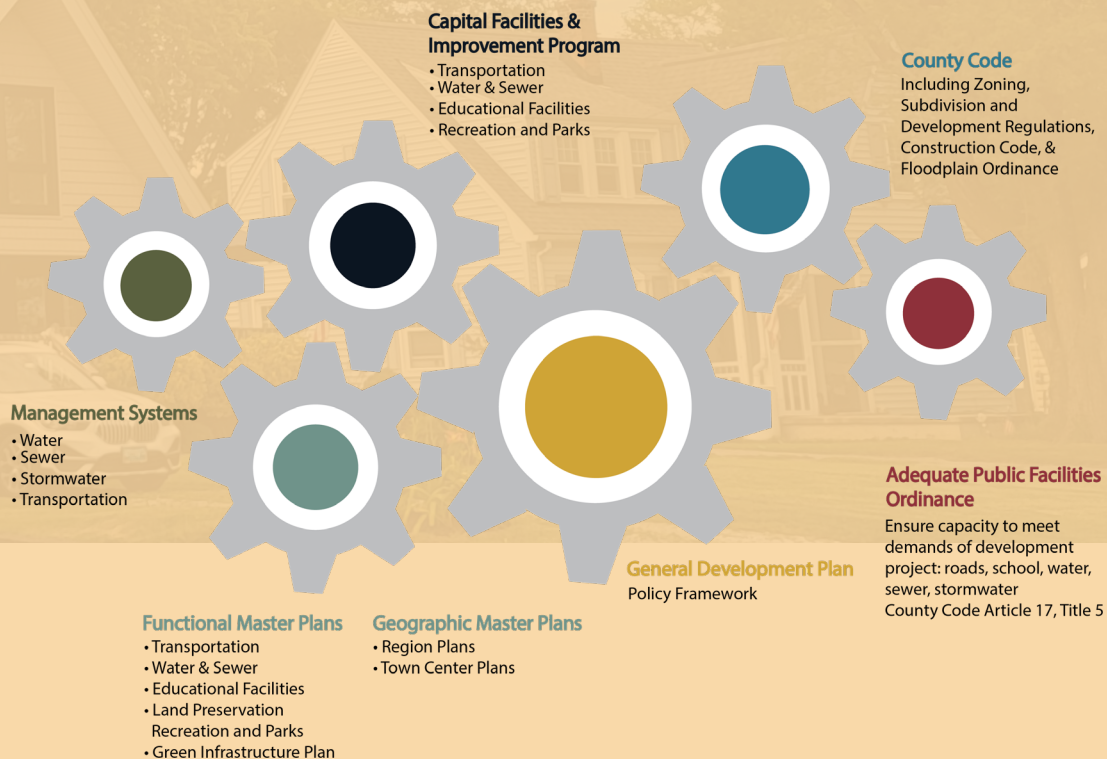 Capital Facilities &
Improvement Program
• Transportation
• Water & Sewer
• Educational Facilities
• Recreation and Parks
County Code
Including Zoning,
Subdivision and
Development Regulations,
Construction Code, &
Floodplain Ordinance
Management Systems
• Water
• Sewer
• Stormwater
• Transportation
Adequate Public Facilities
Ordinance
Ensure capacity to meet
demands of development
project: roads, school, water,
sewer, stormwater
County Code Article 17, Title 5
General Development Plan
Policy Framework
Functional Master Plans
• Transportation
• Water & Sewer
• Educational Facilities
• Land Preservation
Recreation and Parks
• Green Infrastructure Plan
Geographic Master Plans
• Region Plans
• Town Center Plans